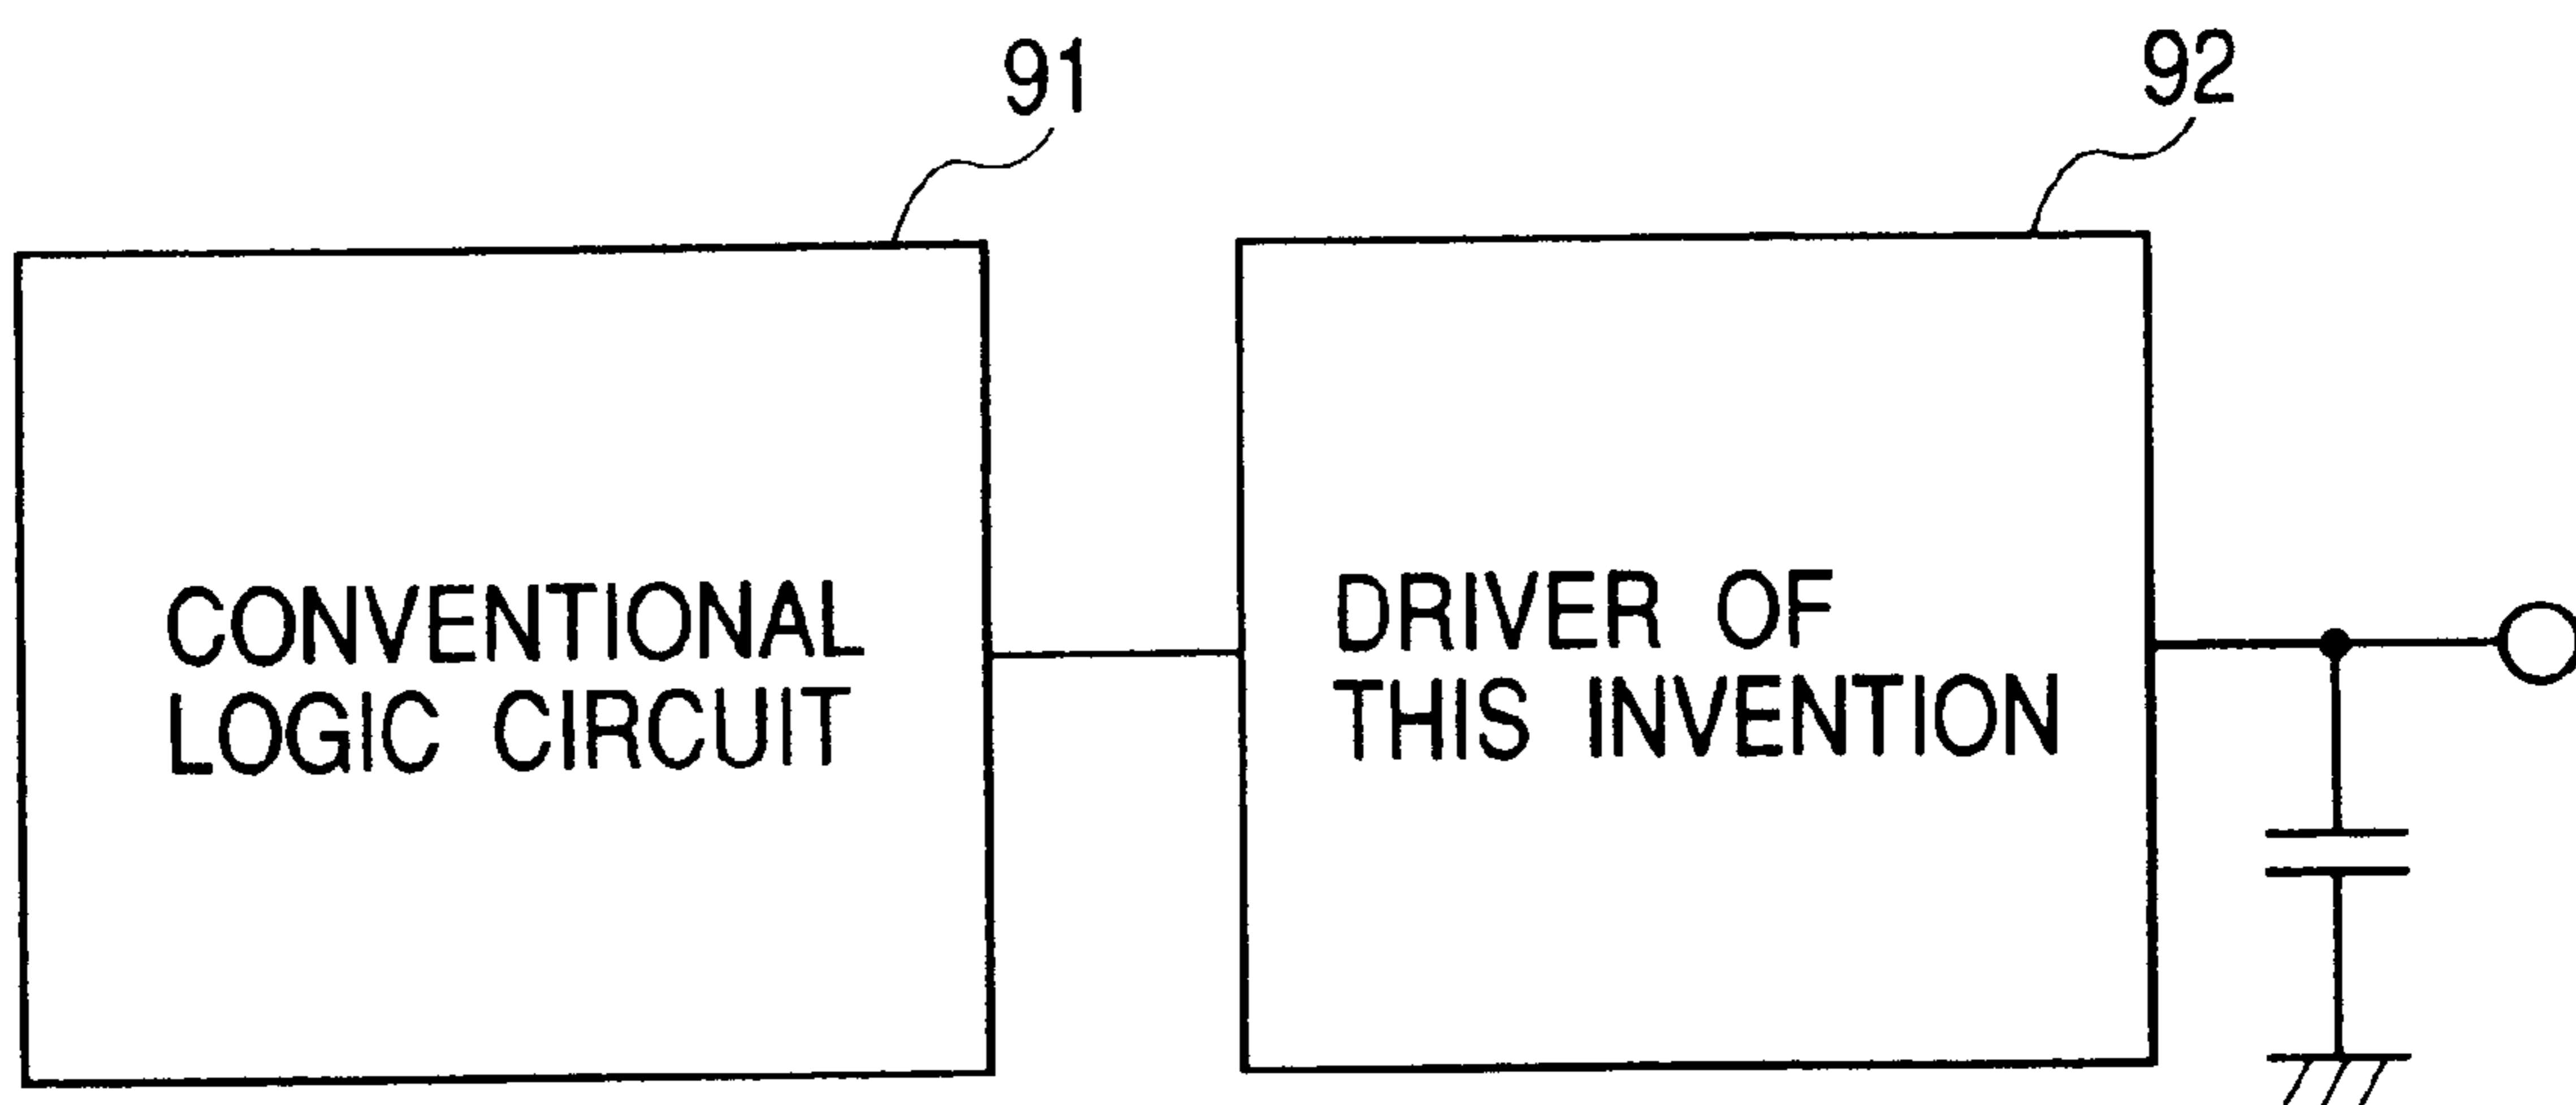 91
92
CONVENTIONAL
LOGIC CIRCUIT
DRIVER OF
THIS INVENTION